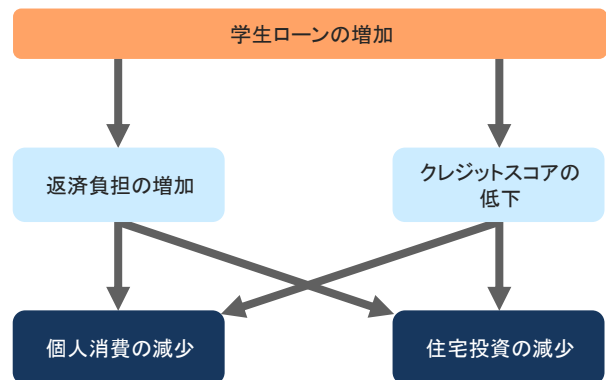 学生ローンの増加
返済負担の増加
クレジットスコアの
低下
個人消費の減少
住宅投資の減少